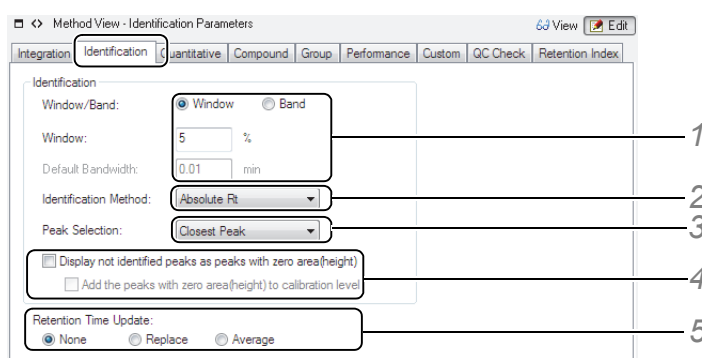 Method View - Identification Parameters View Edit
Integration Identification Quantitative Compound Group Performance Custom QC Check Retention Index
Identification
Window/Band: Window Band
1
Window: 5 %
Default Bandwidth: 0.01 min
Identification Method: Absolute Rt 2
Peak Selection: Closest Peak 3
Display not identified peaks as peaks with zero area(height)
Add the peaks with zero area(height) to calibration level 4
Retention Time Update:
None Replace Average 5